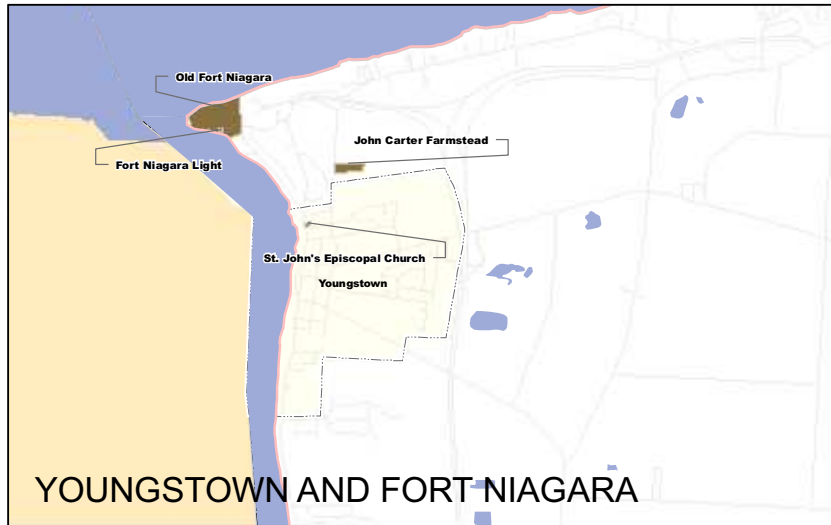 Old Fort Niagara
John Carter Farmstead
Fort Niagara Light
St. John's Episcopal Church
Youngstown
YOUNGSTOWN AND FORT NIAGARA